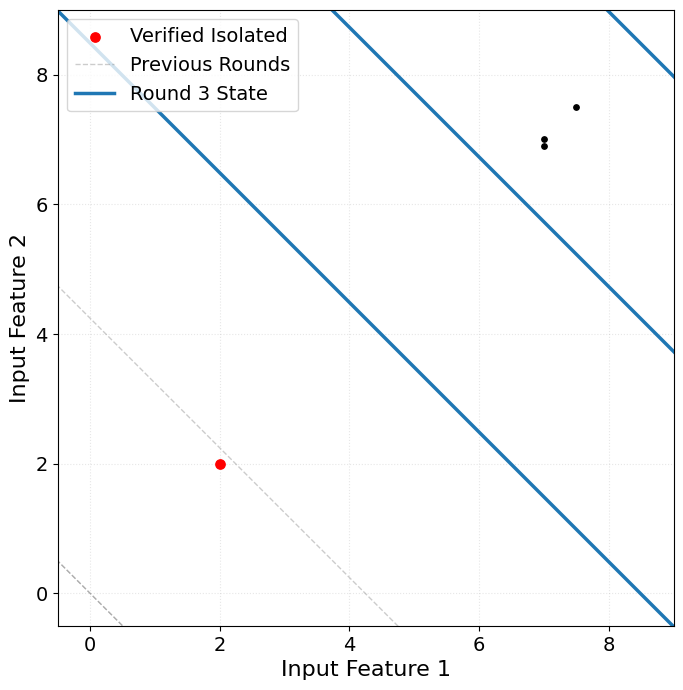 Verified Isolated
Previous Rounds
Round 3 State
8
6
4
2
0
Input Feature 2
0 2 4 6 8
Input Feature 1